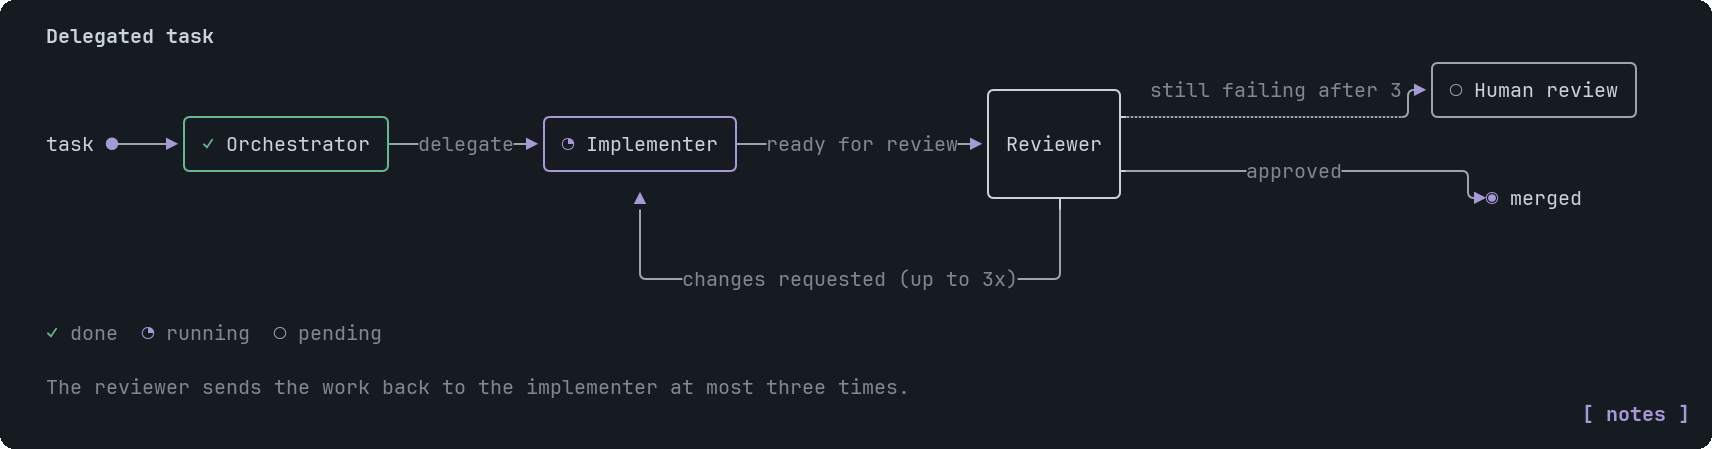 Delegated task
still failing after 3
○ Human review
task
✓ Orchestrator
delegate
◔ Implementer
ready for review
Reviewer
approved
merged
changes requested (up to 3x)
✓ done ◔ running ○ pending
The reviewer sends the work back to the implementer at most three times.
[ notes ]